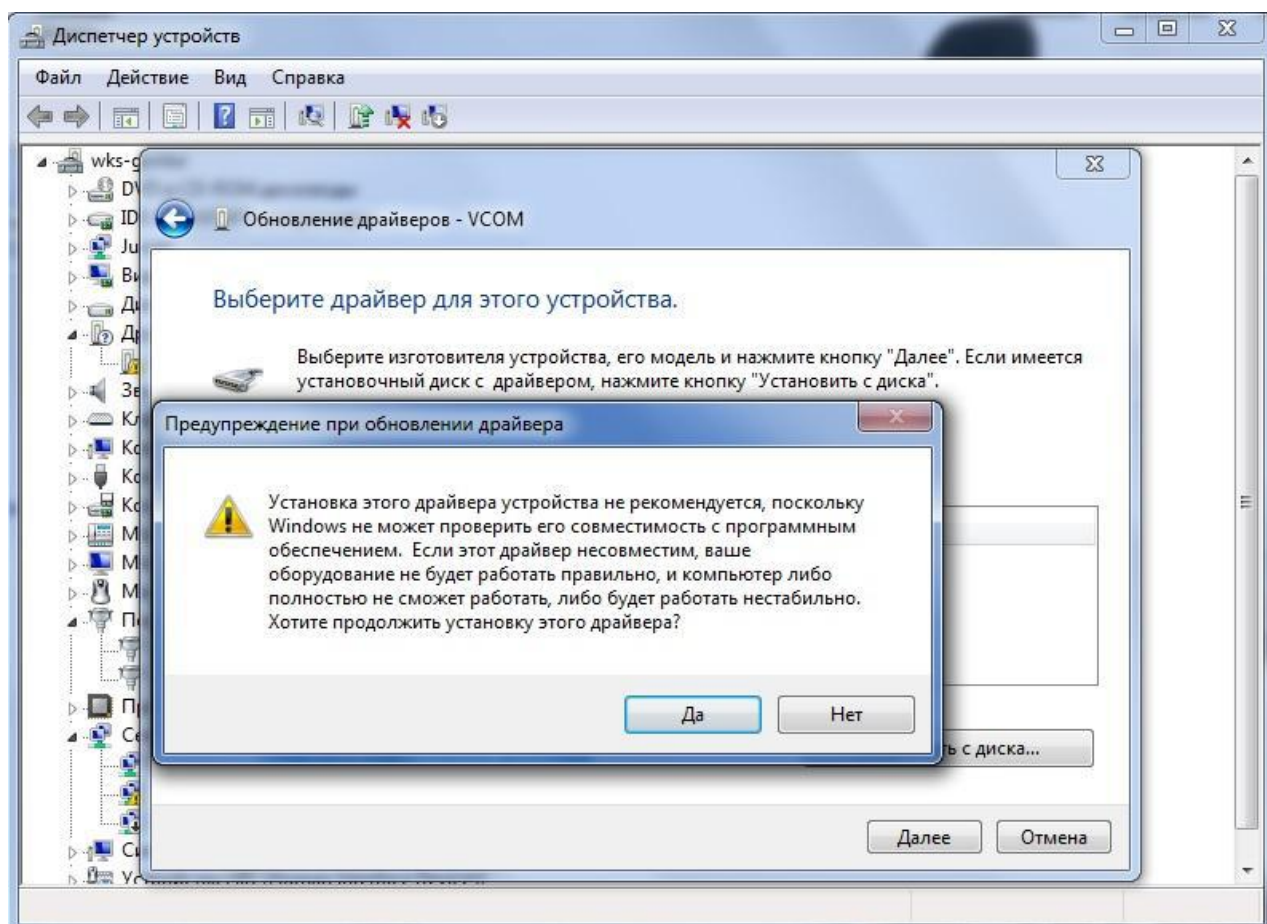 Диспетчер устройств
Файл Действие Вид Справка
Обновление драйверов - VCOM
Выберите драйвер для этого устройства.
Выберите изготовителя устройства, его модель и нажмите кнопку "Далее". Если имеется
установочный диск с драйвером, нажмите кнопку "Установить с диска".
Предупреждение при обновлении драйвера
Установка этого драйвера устройства не рекомендуется, поскольку
Windows не может проверить его совместимость с программным
обеспечением. Если этот драйвер несовместим, ваше
оборудование не будет работать правильно, и компьютер либо
полностью не сможет работать, либо будет работать нестабильно.
Хотите продолжить установку этого драйвера?
Да Нет
с диска...
Далее Отмена